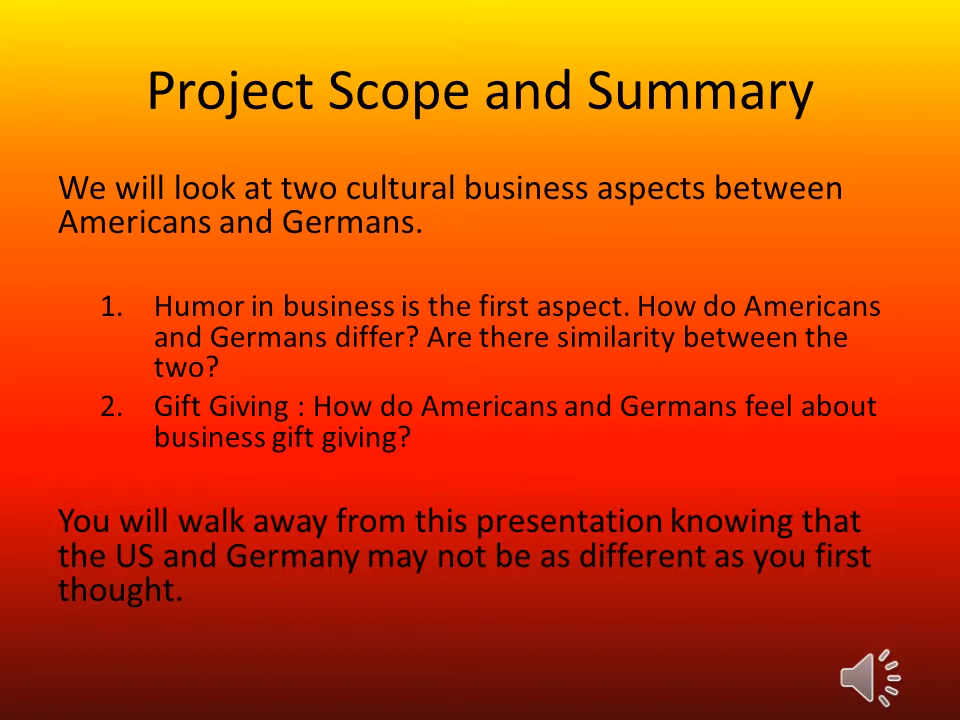 Project Scope and Summary
We will look at two cultural business aspects between
Americans and Germans.
1. Humor in business is the first aspect. How do Americans
and Germans differ? Are there similarity between the
two?
2. Gift Giving : How do Americans and Germans feel about
business gift giving?
You will walk away from this presentation knowing that
the US and Germany may not be as different as you first
thought.